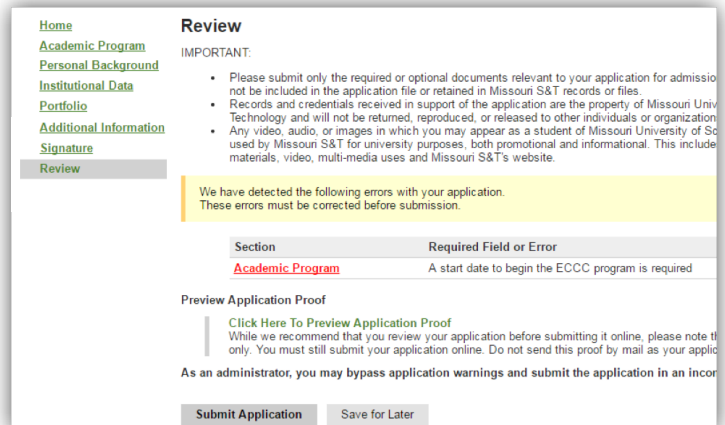 Home
Academic Program
Personal Background
Institutional Data
Portfolio
Additional Information
Signature
Review
Review
IMPORTANT:
• Please submit only the required or optional documents relevant to your application for admissio
not be included in the application file or retained in Missouri S&T records or files.
• Records and credentials received in support of the application are the property of Missouri Univ
Technology and will not be returned, reproduced, or released to other individuals or organization
• Any video, audio, or images in which you may appear as a student of Missouri University of Sc
used by Missouri S&T for university purposes, both promotional and informational. This include
materials, video, multi-media uses and Missouri S&T's website.
We have detected the following errors with your application.
These errors must be corrected before submission.
Section Required Field or Error
Academic Program A start date to begin the ECCC program is required
Preview Application Proof
Click Here To Preview Application Proof
While we recommend that you review your application before submitting it online, please note th
only. You must still submit your application online. Do not send this proof by mail as your applic
As an administrator, you may bypass application warnings and submit the application in an incor
Submit Application Save for Later